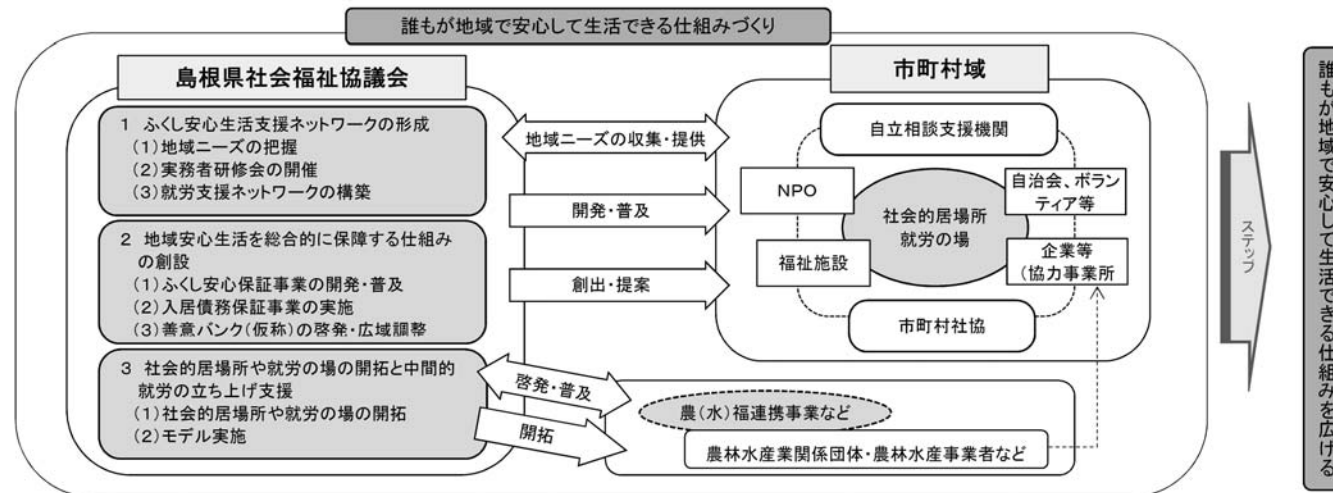 誰もが地域で安心して生活できる仕組みづくり
島根県社会福祉協議会
1 ふくし安心生活支援ネットワークの形成
(1)地域ニーズの把握
(2)実務者研修会の開催
(3)就労支援ネットワークの構築
2 地域安心生活を総合的に保障する仕組み
の創設
(1)ふくし安心保証事業の開発・普及
(2)入居債務保証事業の実施
(3)善意バンク(仮称)の啓発・広域調整
3 社会的居場所や就労の場の開拓と中間的
就労の立ち上げ支援
(1)社会的居場所や就労の場の開拓
(2)モデル実施
地域ニーズの収集・提供
開発・普及
創出・提案
啓発・普及
開拓
市町村域
自立相談支援機関
NPO
自治会、ボラン
ティア等
社会的居場所
就労の場
福祉施設
企業等
(協力事業所
市町村社協
農(水)福連携事業など
農林水産業関係団体・農林水産事業者など
ステップ
誰もが地域で安心して生活できる仕組みを広げる